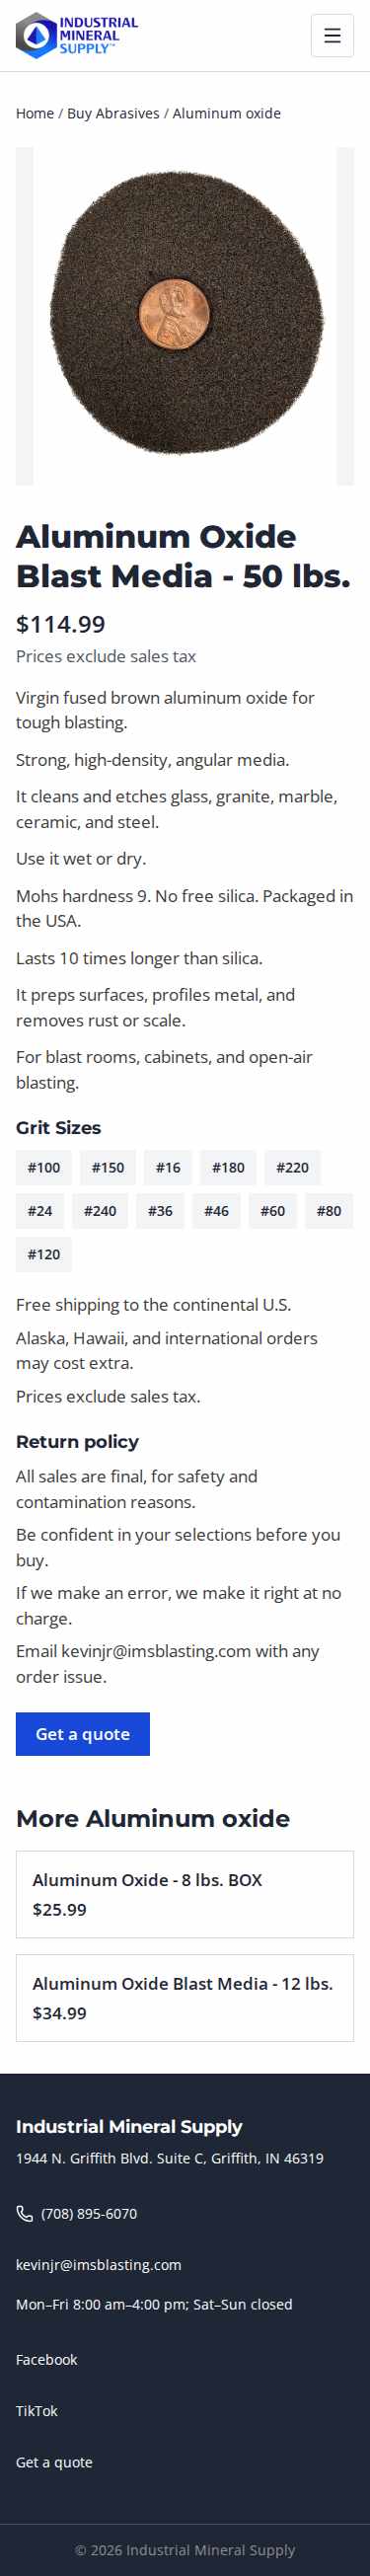 INDUSTRIAL
MINERAL
SUPPLY™
Home / Buy Abrasives / Aluminum oxide
Aluminum Oxide
Blast Media - 50 lbs.
$114.99
Prices exclude sales tax
Virgin fused brown aluminum oxide for
tough blasting.
Strong, high-density, angular media.
It cleans and etches glass, granite, marble,
ceramic, and steel.
Use it wet or dry.
Mohs hardness 9. No free silica. Packaged in
the USA.
Lasts 10 times longer than silica.
It preps surfaces, profiles metal, and
removes rust or scale.
For blast rooms, cabinets, and open-air
blasting.
Grit Sizes
#100 #150 #16 #180 #220
#24 #240 #36 #46 #60 #80
#120
Free shipping to the continental U.S.
Alaska, Hawaii, and international orders
may cost extra.
Prices exclude sales tax.
Return policy
All sales are final, for safety and
contamination reasons.
Be confident in your selections before you
buy.
If we make an error, we make it right at no
charge.
Email kevinjr@imsblasting.com with any
order issue.
Get a quote
More Aluminum oxide
Aluminum Oxide - 8 lbs. BOX
$25.99
Aluminum Oxide Blast Media - 12 lbs.
$34.99
Industrial Mineral Supply
1944 N. Griffith Blvd. Suite C, Griffith, IN 46319
(708) 895-6070
kevinjr@imsblasting.com
Mon–Fri 8:00 am–4:00 pm; Sat–Sun closed
Facebook
TikTok
Get a quote
© 2026 Industrial Mineral Supply